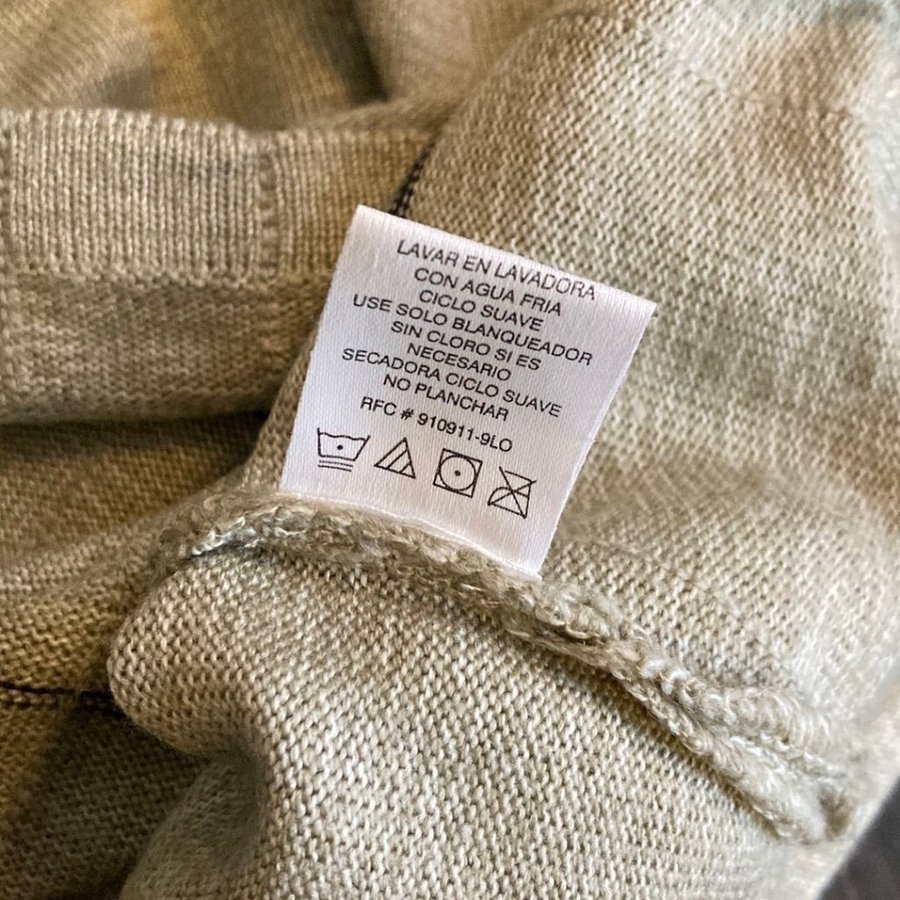 LAVAR EN LAVADORA
CON AGUA FRIA
CICLO SUAVE
USE SOLO BLANQUEADOR
SIN CLORO SI ES
NECESARIO
SECADORA CICLO SUAVE
NO PLANCHAR
RFC # 910911-9LO